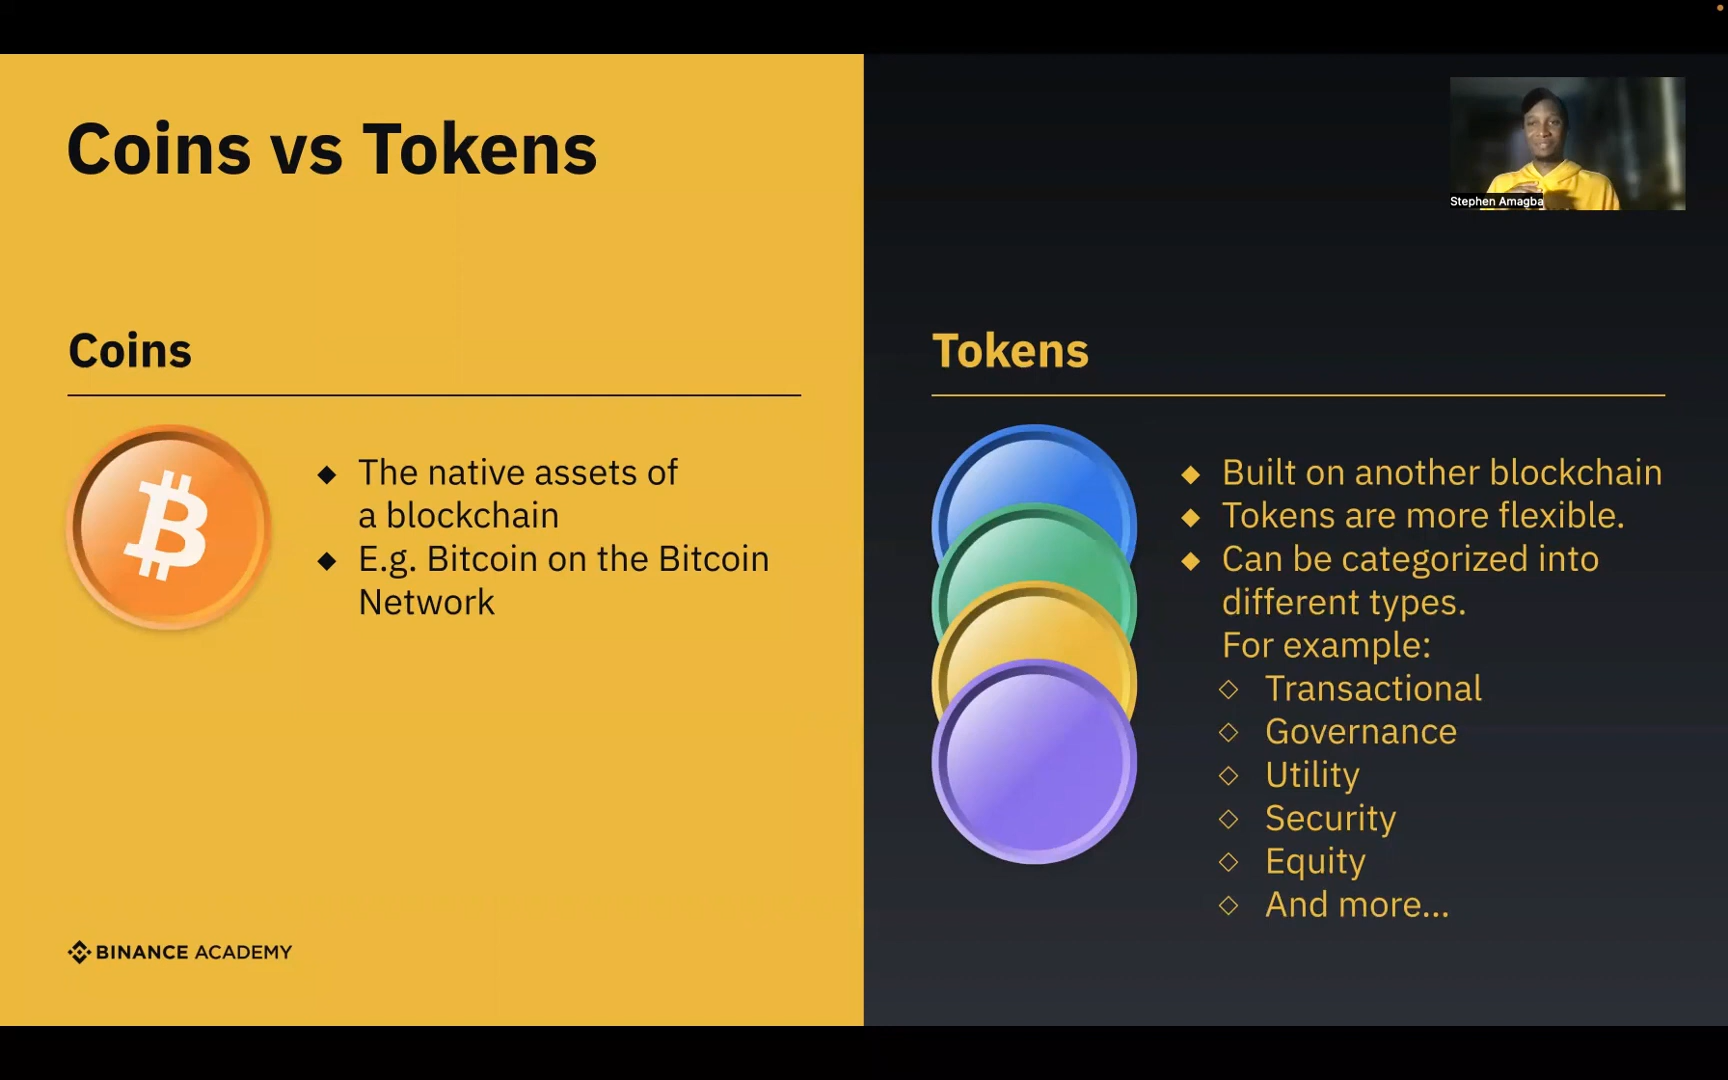 Coins vs Tokens
Stephen Amagba
Coins
The native assets of
a blockchain
E.g. Bitcoin on the Bitcoin
Network
BINANCE ACADEMY
Tokens
Built on another blockchain
Tokens are more flexible.
Can be categorized into
different types.
For example:
Transactional
Governance
Utility
Security
Equity
And more...